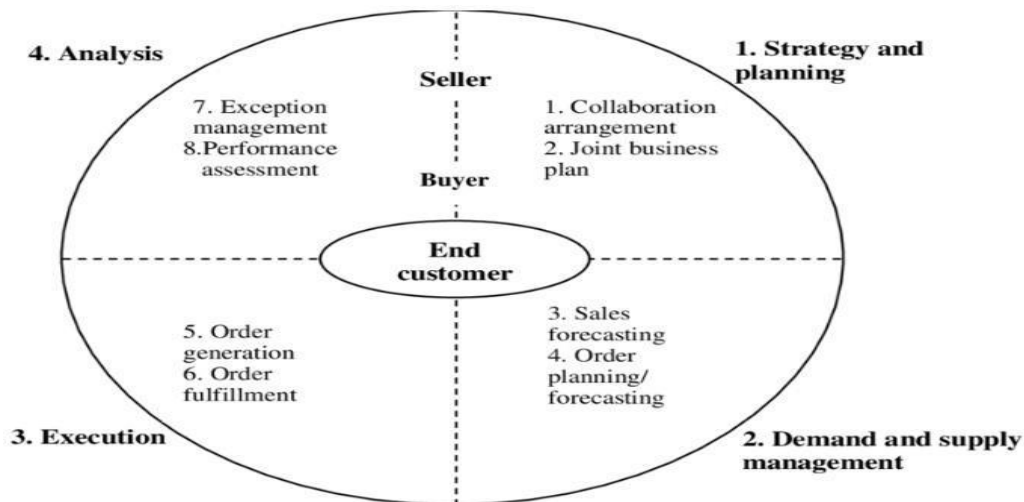 4. Analysis
1. Strategy and
planning
Seller
7. Exception
management
8.Performance
assessment
1. Collaboration
arrangement
2. Joint business
plan
Buyer
End
customer
5. Order
generation
6. Order
fulfillment
3. Sales
forecasting
4. Order
planning/
forecasting
3. Execution
2. Demand and supply
management